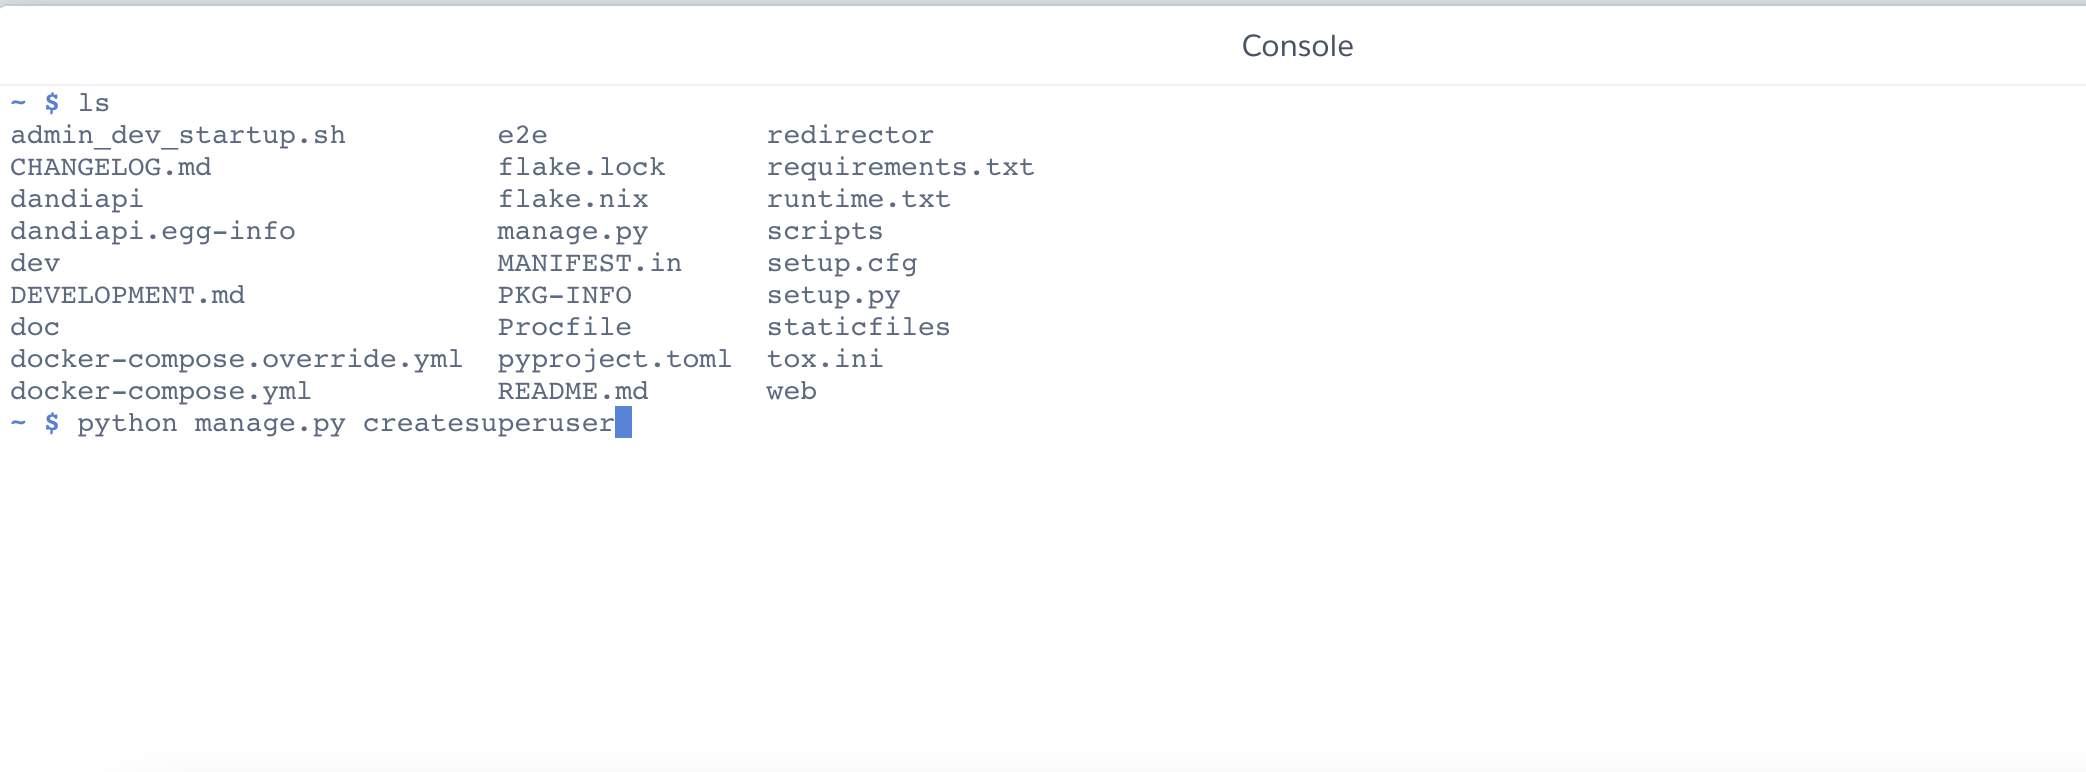 Console
~ $ ls
admin_dev_startup.sh         e2e             redirector
CHANGELOG.md                 flake.lock      requirements.txt
dandiapi                     flake.nix       runtime.txt
dandiapi.egg-info            manage.py       scripts
dev                          MANIFEST.in     setup.cfg
DEVELOPMENT.md               PKG-INFO        setup.py
doc                          Procfile        staticfiles
docker-compose.override.yml  pyproject.toml  tox.ini
docker-compose.yml           README.md       web
~ $ python manage.py createsuperuser